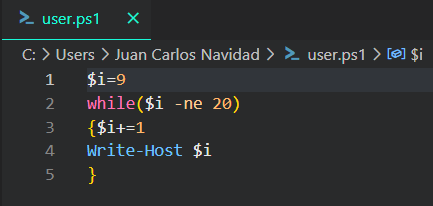 user.ps1
C: > Users > Juan Carlos Navidad > user.ps1 > $i
1 $i=9
2 while($i -ne 20)
3 {$i+=1
4 Write-Host $i
5 }